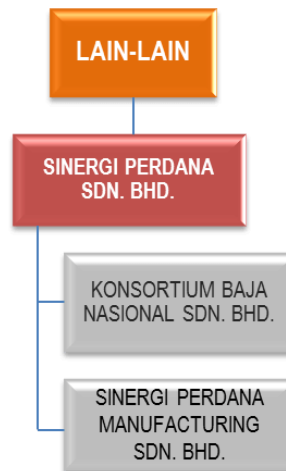 LAIN-LAIN
SINERGI PERDANA
SDN. BHD.
KONSORTIUM BAJA
NASIONAL SDN. BHD.
SINERGI PERDANA
MANUFACTURING
SDN. BHD.